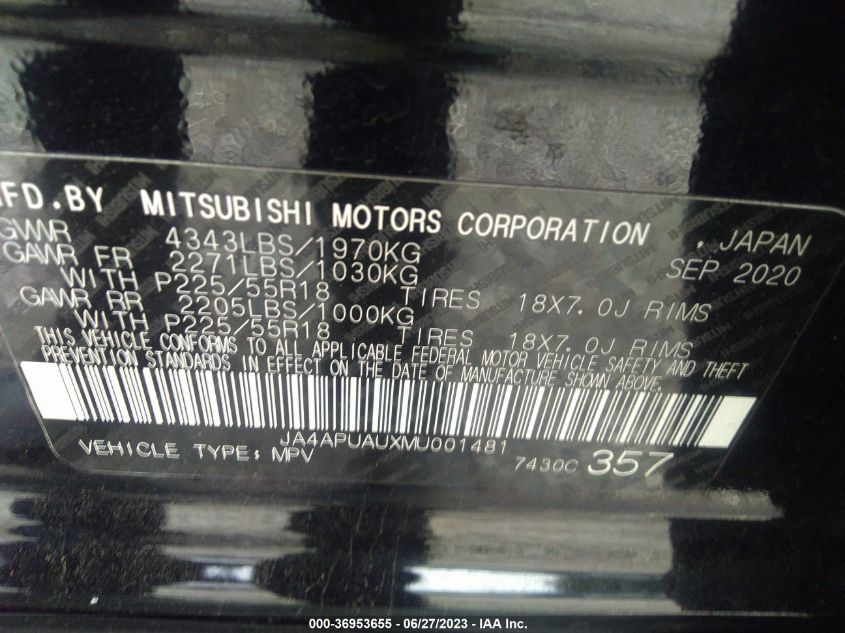 MFD.BY MITSUBISHI MOTORS CORPORATION , JAPAN
GVWR 4343LBS/1970KG SEP 2020
GAWR FR 2271LBS/1030KG
WITH P225/55R18 TIRES 18X7.0J RIMS
GAWR RR 2205LBS/1000KG
WITH P225/55R18 TIRES 18X7.0J RIMS
THIS VEHICLE CONFORMS TO ALL APPLICABLE FEDERAL MOTOR VEHICLE SAFETY AND THEFT
PREVENTION STANDARDS IN EFFECT ON THE DATE OF MANUFACTURE SHOWN ABOVE.
JA4APUAUXMU001481
VEHICLE TYPE: MPV 7430C 357
000-36953655 - 06/27/2023 - IAA Inc.